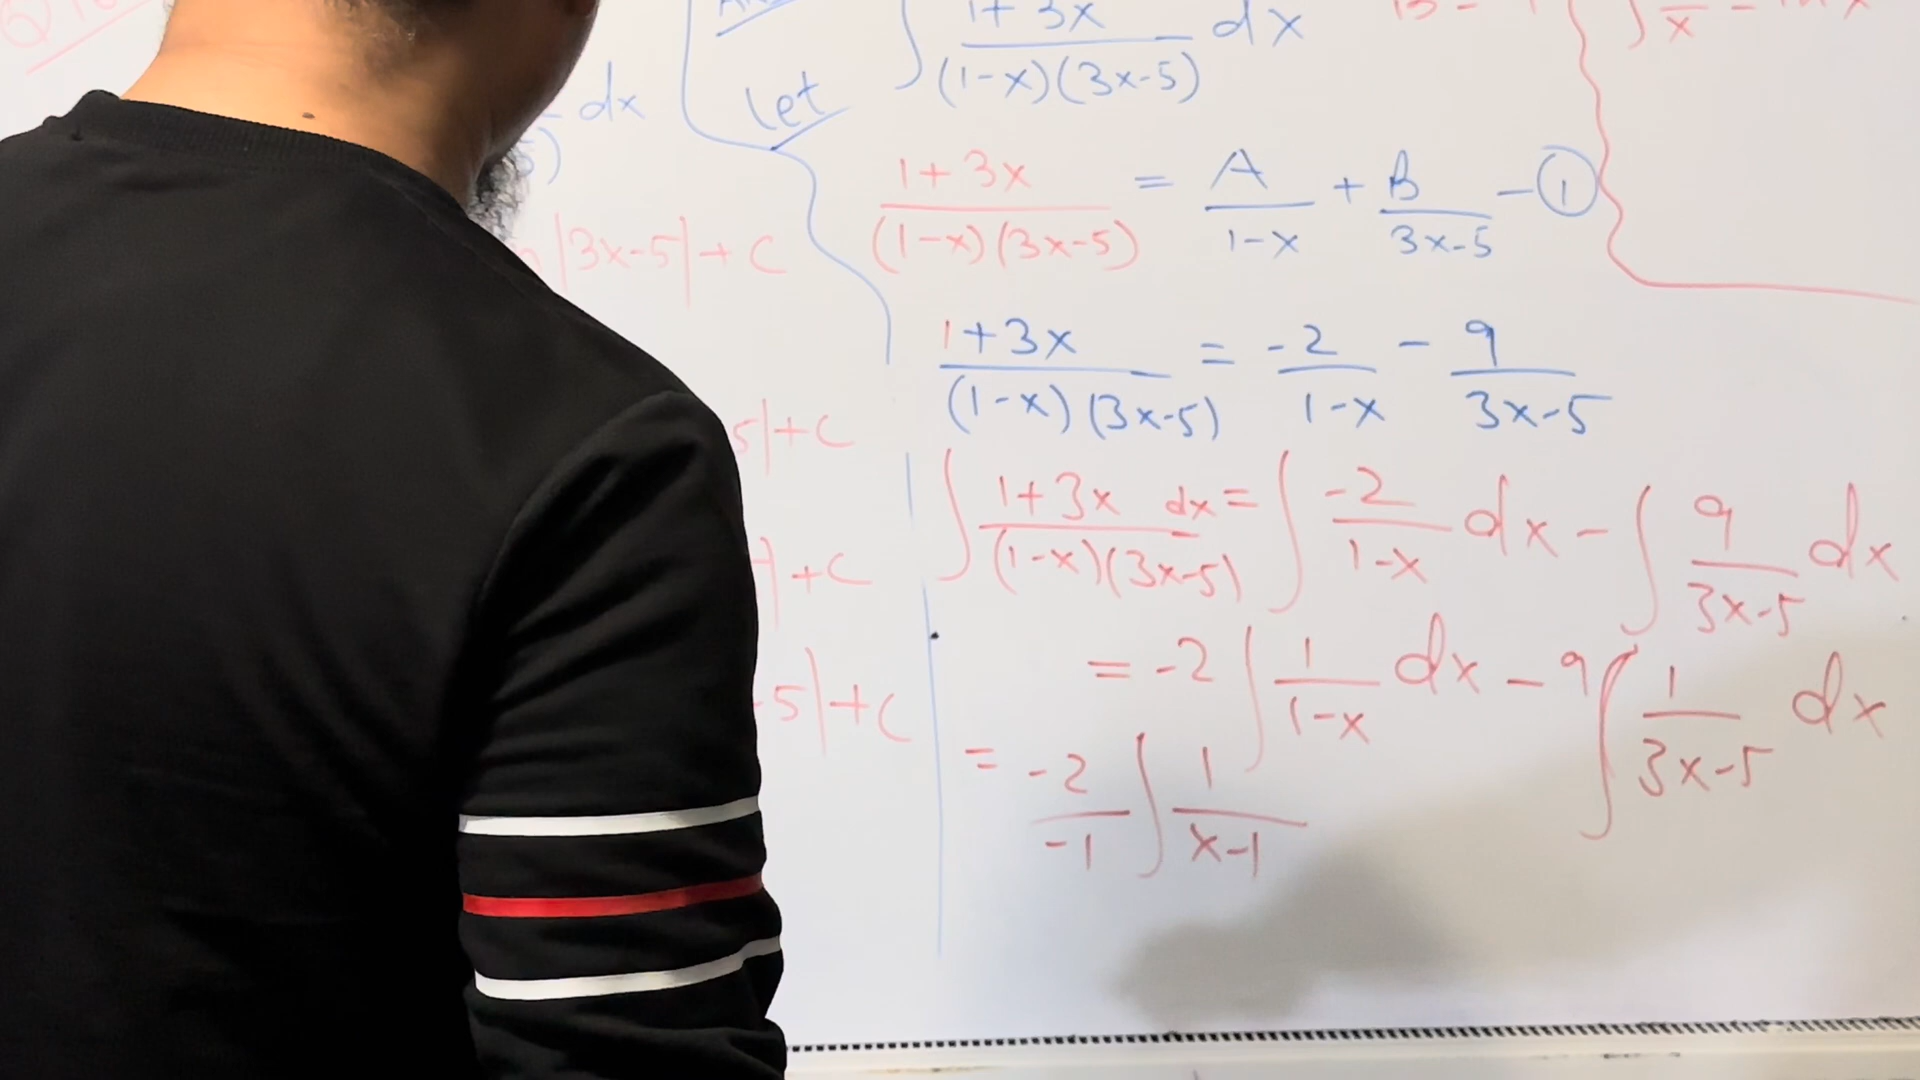 ∫ 1+3x / (1-x)(3x-5) dx
Let
dx
5)
1+3x / (1-x)(3x-5) = A / 1-x + B / 3x-5 - ①
|3x-5|+C
1+3x / (1-x)(3x-5) = -2 / 1-x - 9 / 3x-5
5|+C
∫ 1+3x / (1-x)(3x-5) dx = ∫ -2 / 1-x dx - ∫ 9 / 3x-5 dx
|+C
= -2 ∫ 1 / 1-x dx - 9 ∫ 1 / 3x-5 dx
5|+C
= -2 / -1 ∫ 1 / x-1